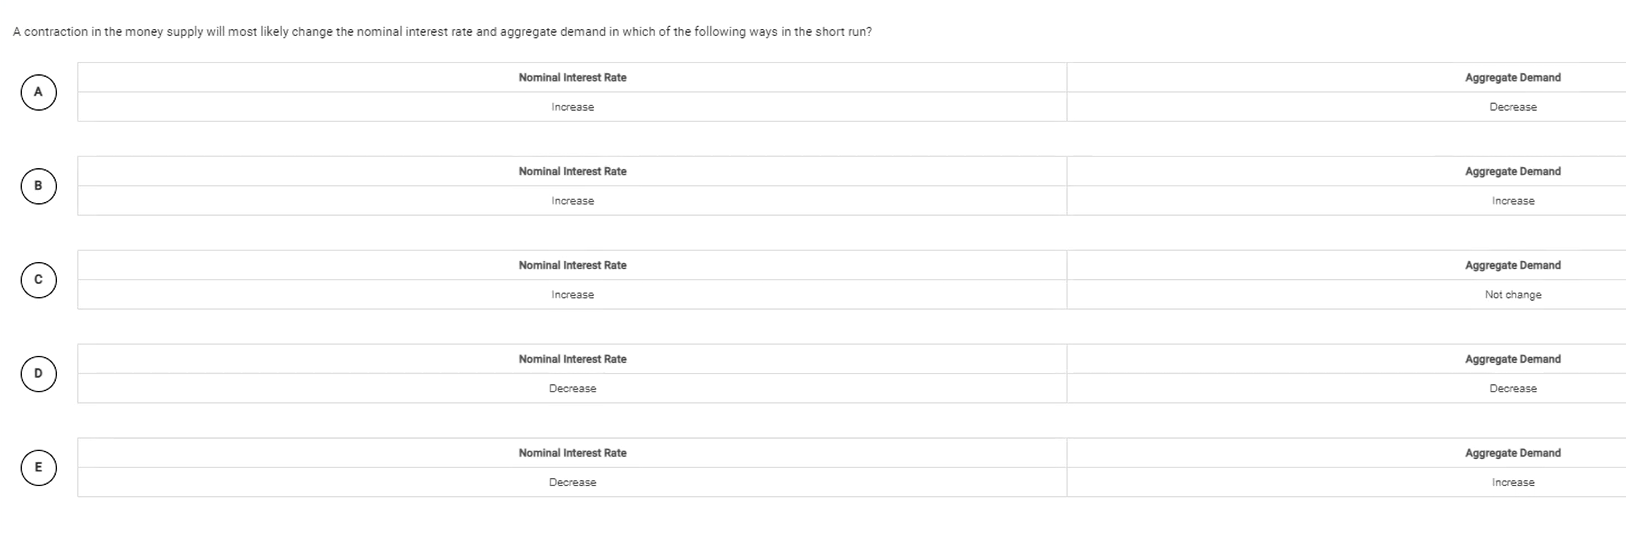 A contraction in the money supply will most likely change the nominal interest rate and aggregate demand in which of the following ways in the short run?
A
Nominal Interest Rate Aggregate Demand
Increase Decrease
B
Nominal Interest Rate Aggregate Demand
Increase Increase
C
Nominal Interest Rate Aggregate Demand
Increase Not change
D
Nominal Interest Rate Aggregate Demand
Decrease Decrease
E
Nominal Interest Rate Aggregate Demand
Decrease Increase